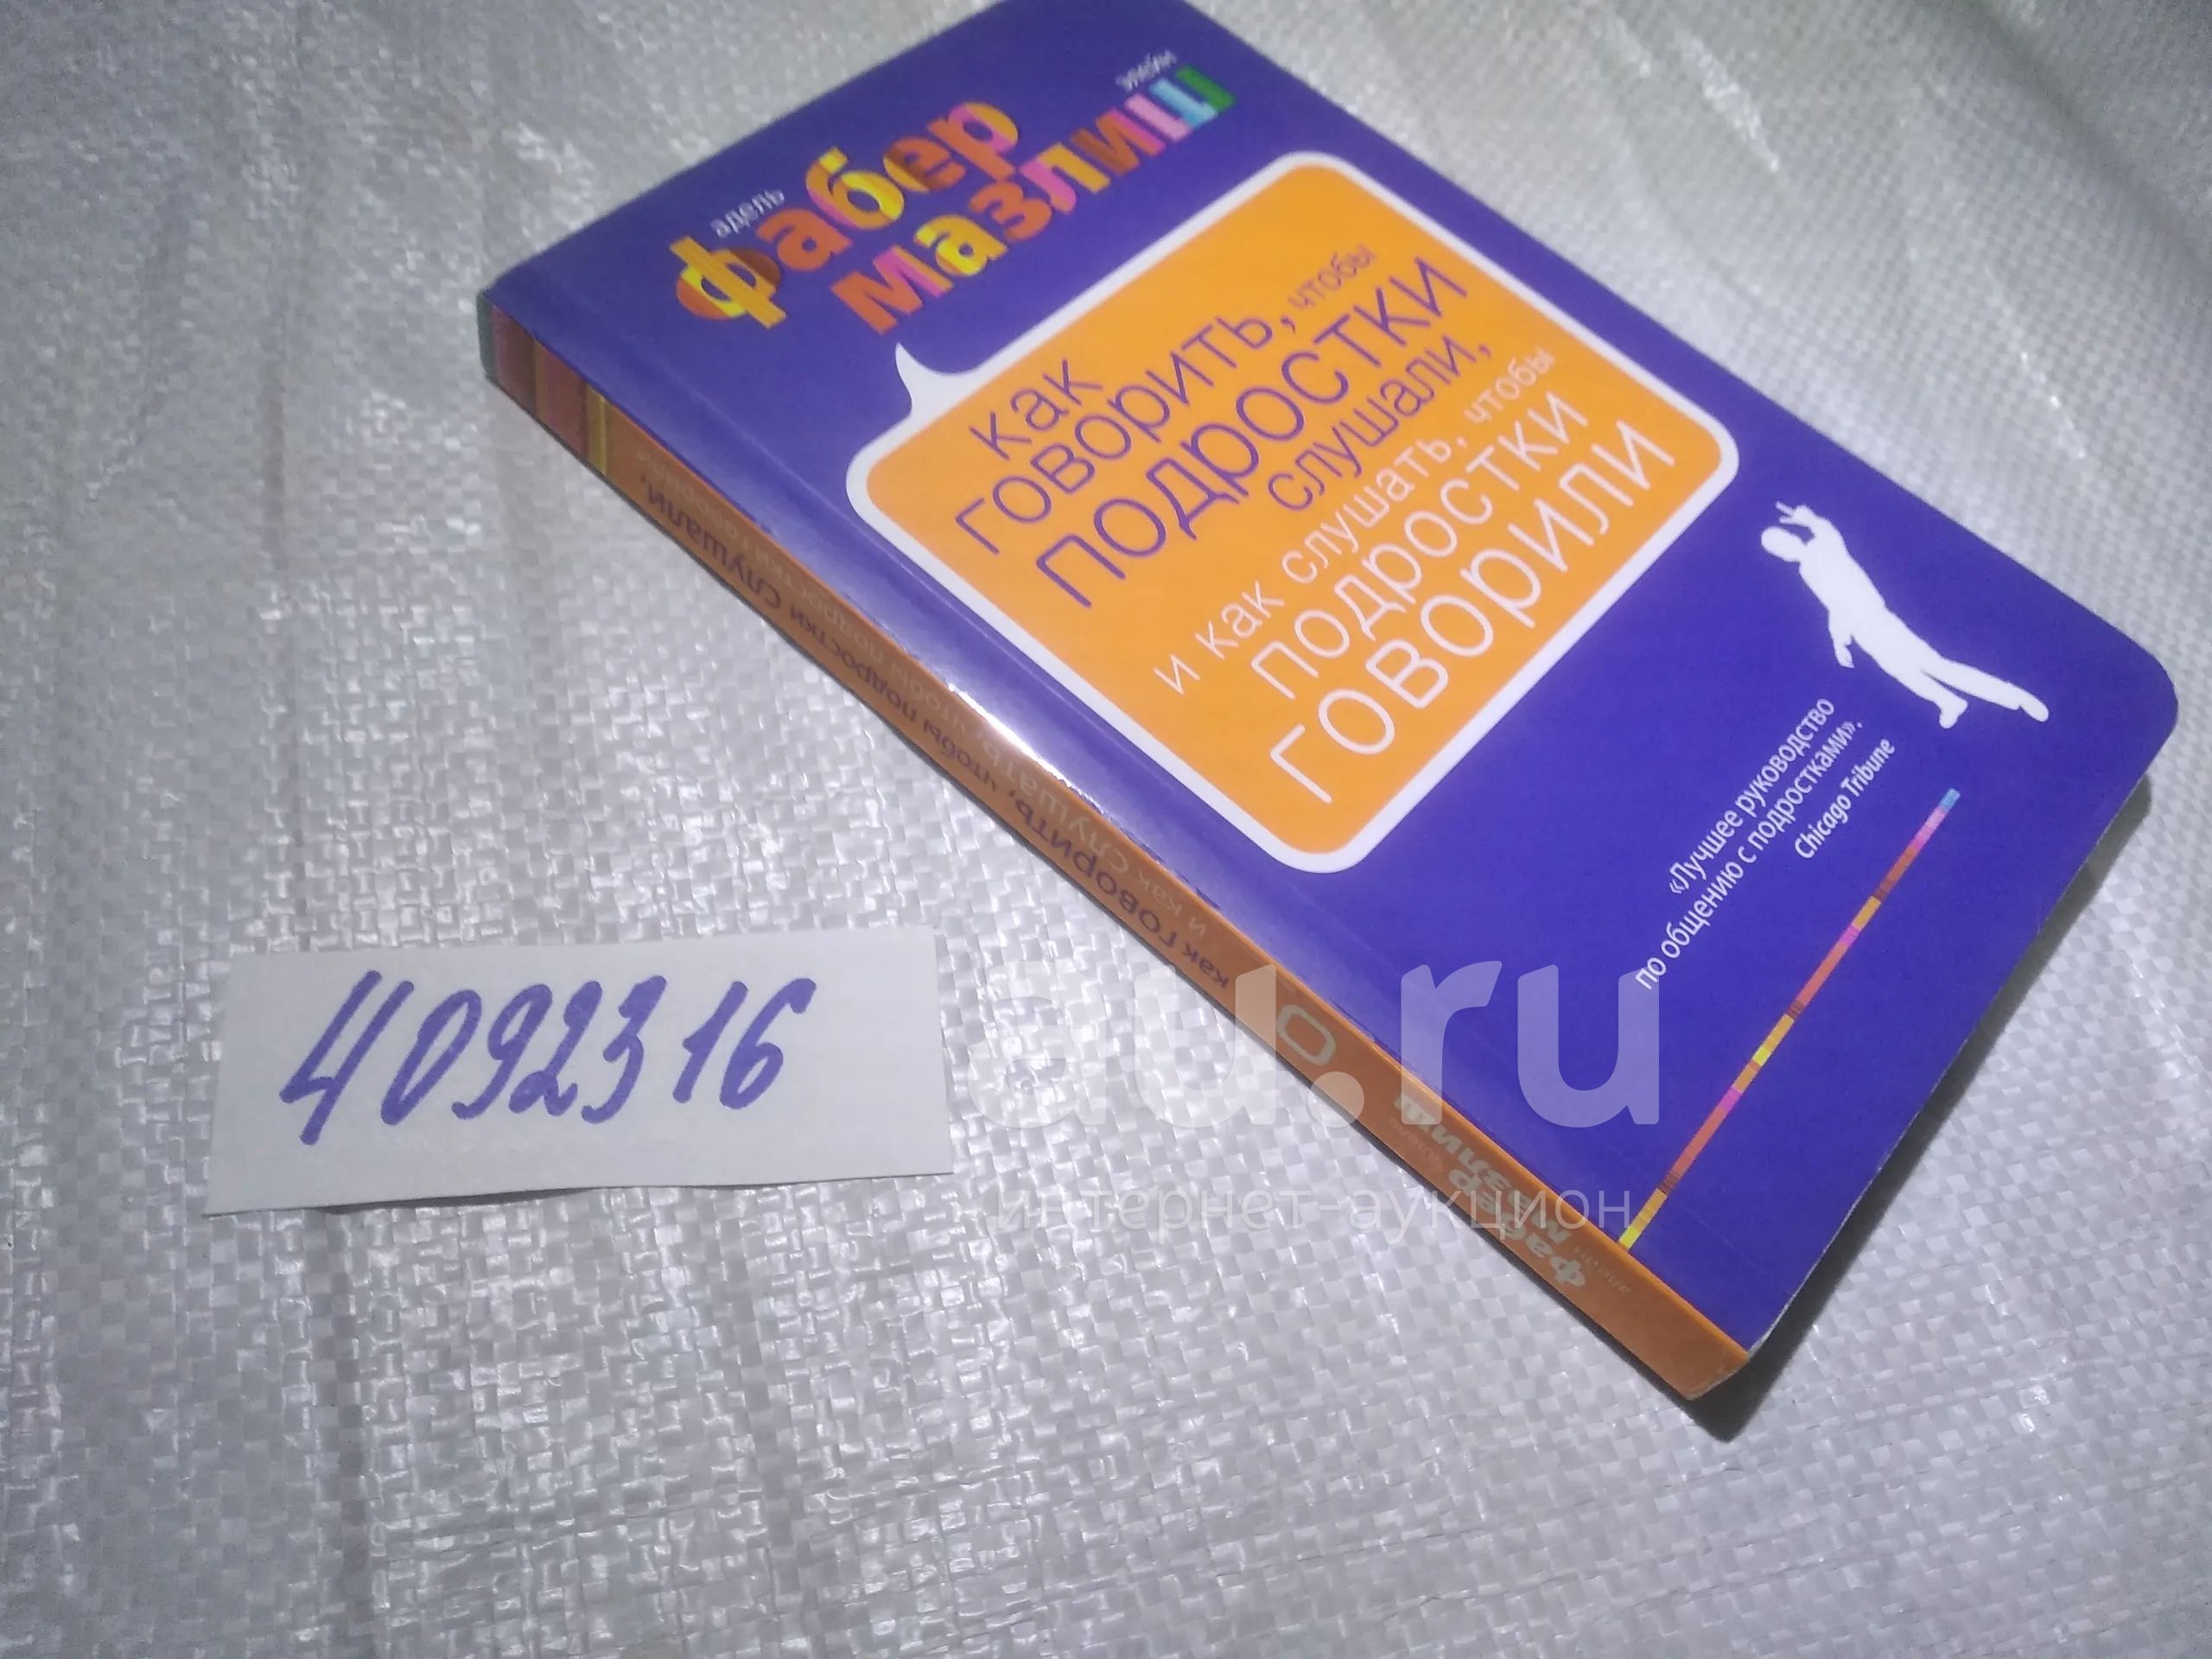 адель
Фабер
элейн
мазлиш
как
говорить, чтобы
подростки
слушали,
и как слушать, чтобы
подростки
говорили
«Лучшее руководство
по общению с подростками».
Chicago Tribune
как говорить, чтобы подростки слушали,
и как слушать, чтобы подростки говорили
Фабер
мазлиш
4092316
au.ru
интернет-аукцион